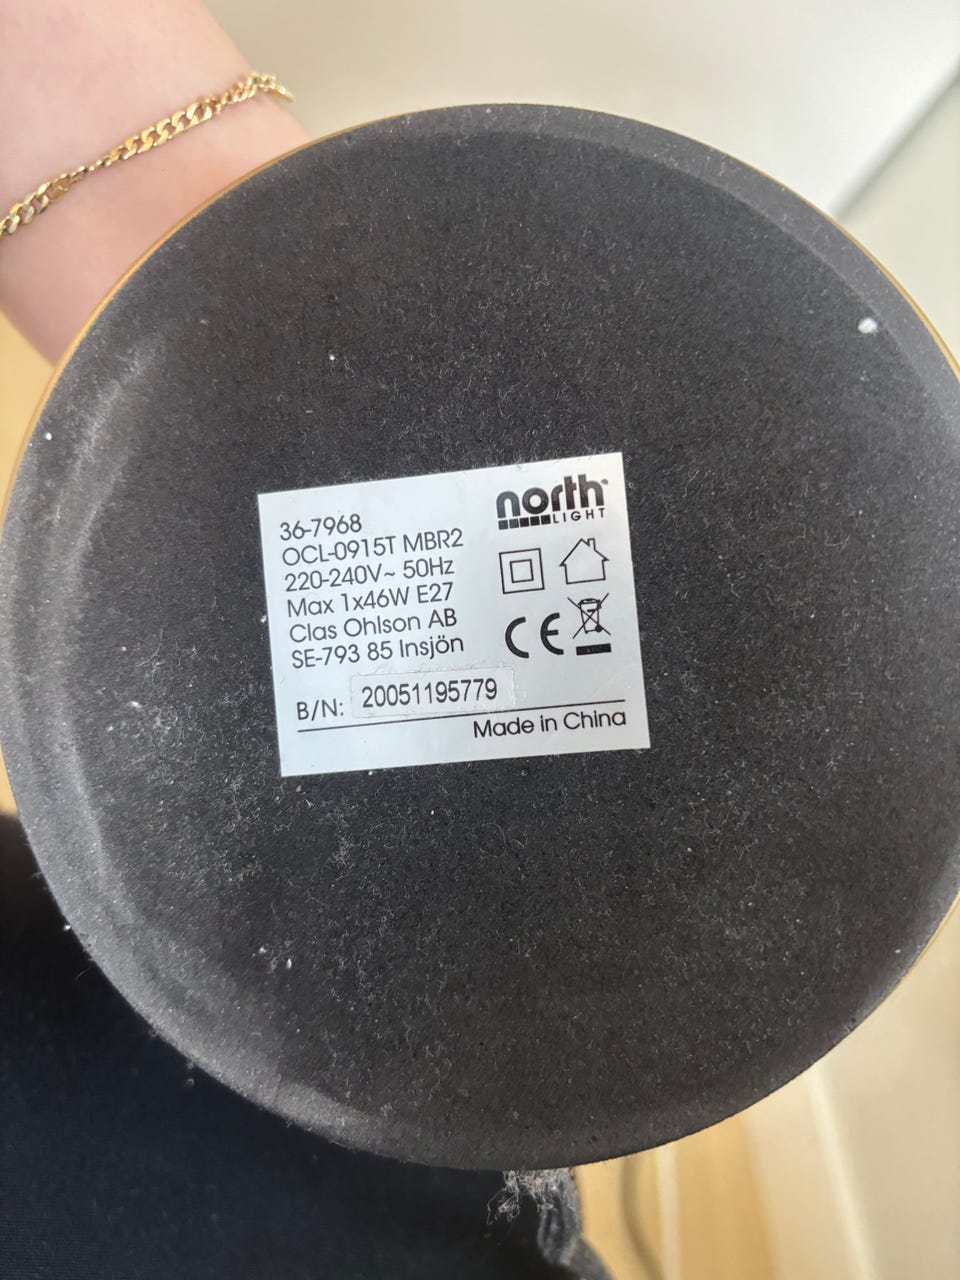 north
LIGHT
36-7968
OCL-0915T MBR2
220-240V~ 50Hz
Max 1x46W E27
Clas Ohlson AB
SE-793 85 Insjön
CE
B/N: 20051195779
Made in China